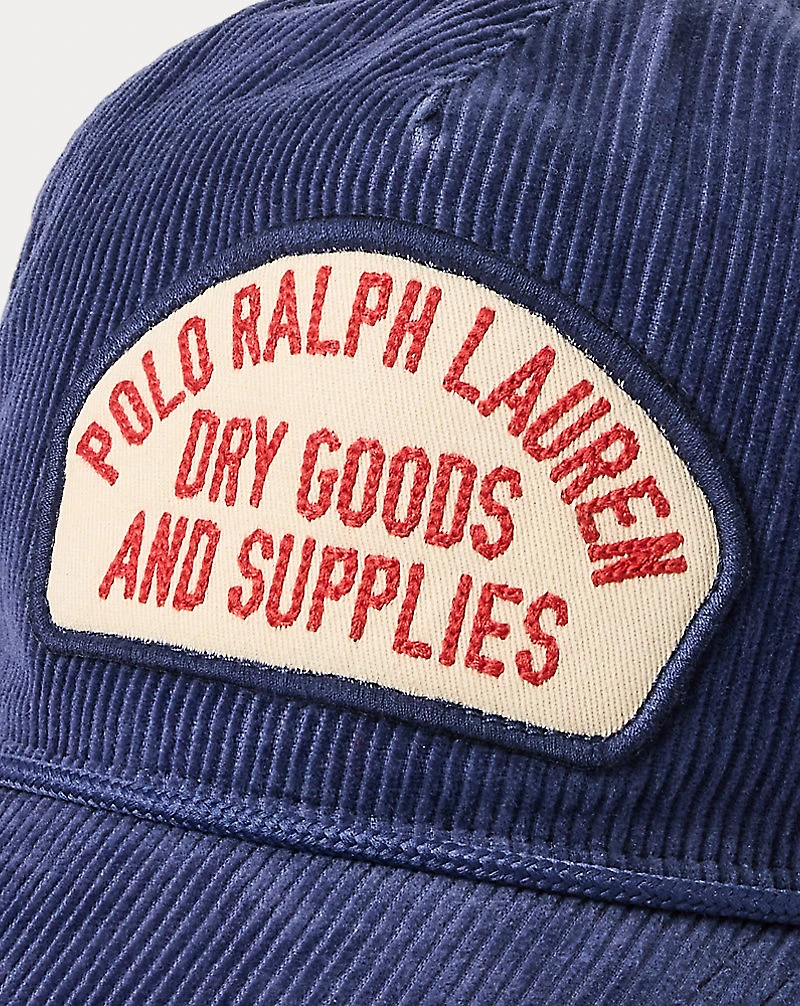 POLO RALPH LAUREN
DRY GOODS
AND SUPPLIES